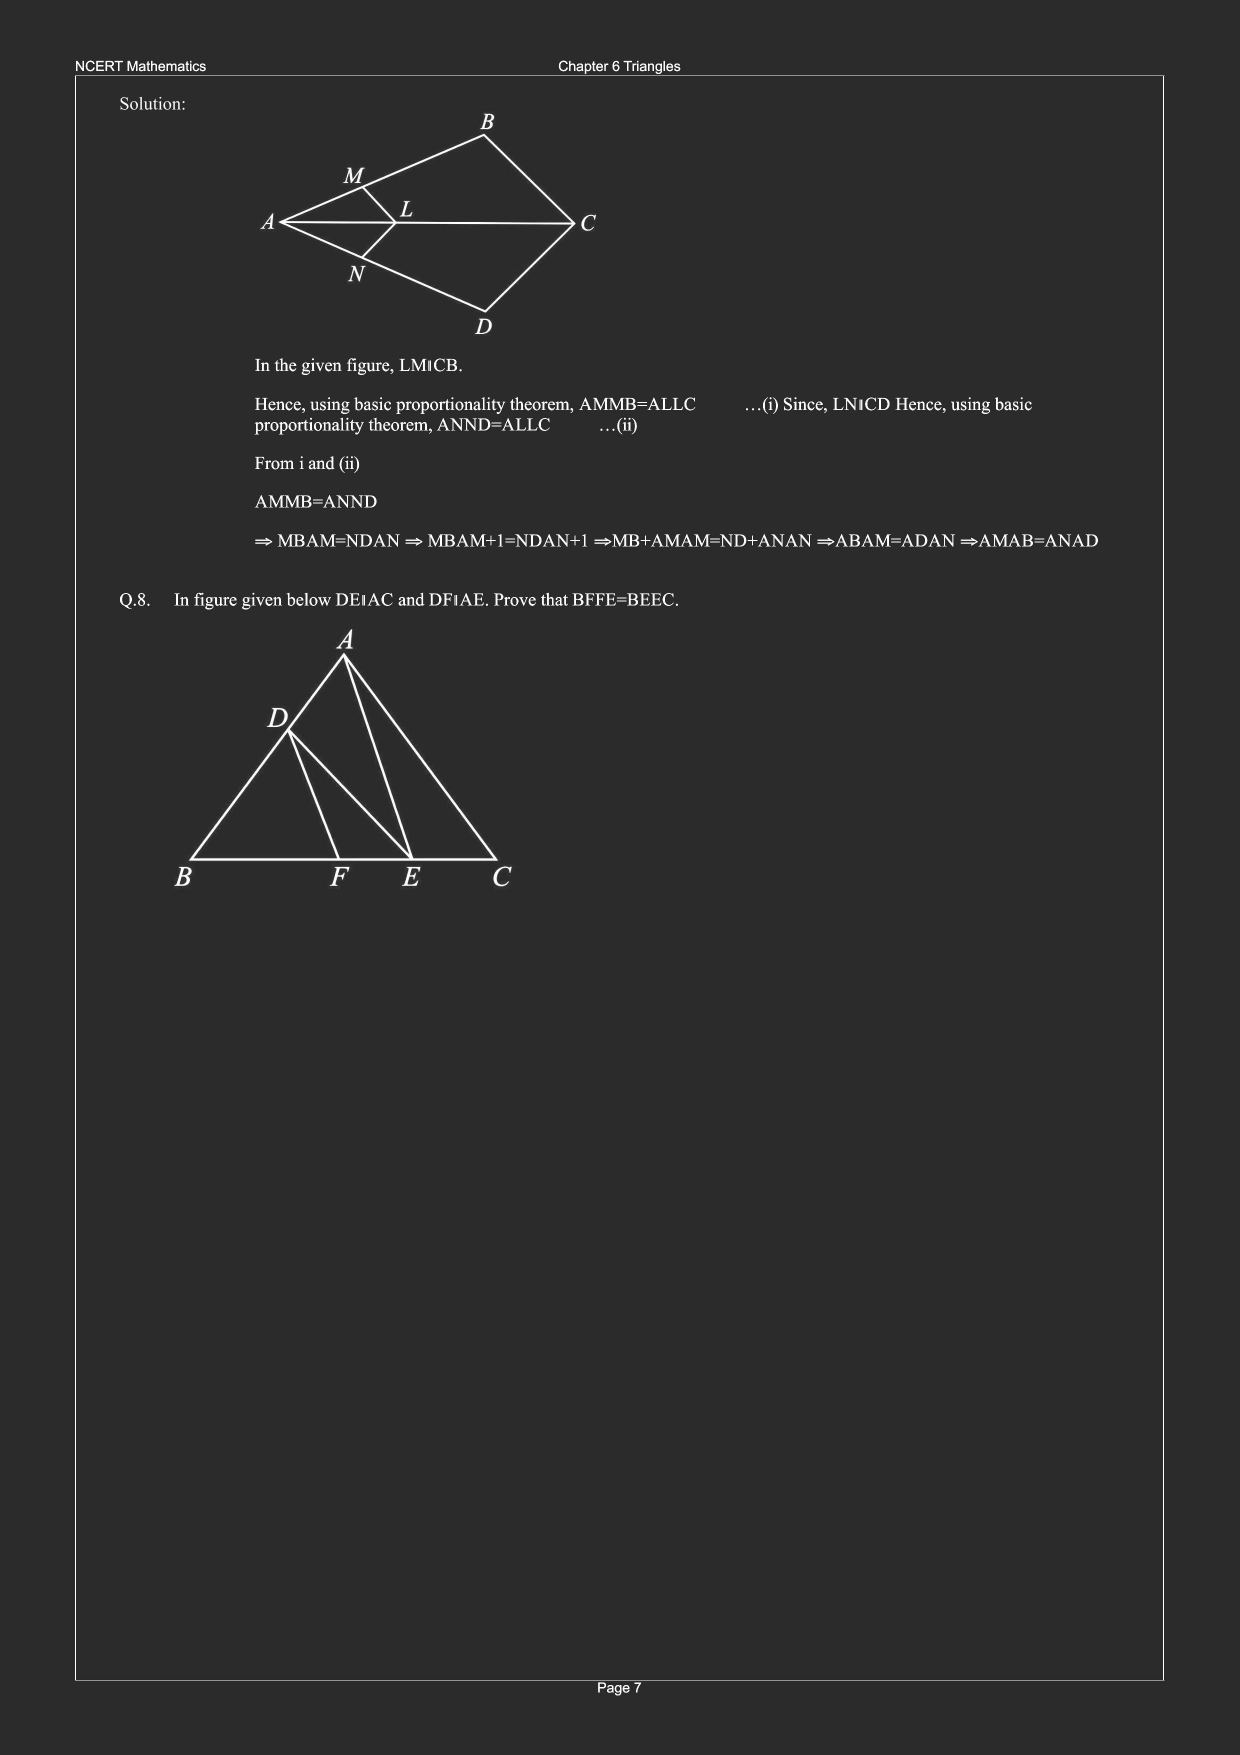 NCERT Mathematics
Chapter 6 Triangles
Solution:
B
M
L
A
C
N
D
In the given figure, LM∥CB.
Hence, using basic proportionality theorem, AMMB=ALLC …(i) Since, LN∥CD Hence, using basic
proportionality theorem, ANND=ALLC …(ii)
From i and (ii)
AMMB=ANND
⇒ MBAM=NDAN ⇒ MBAM+1=NDAN+1 ⇒MB+AMAM=ND+ANAN ⇒ABAM=ADAN ⇒AMAB=ANAD
Q.8. In figure given below DE∥AC and DF∥AE. Prove that BFFE=BEEC.
A
D
B F E C
Page 7